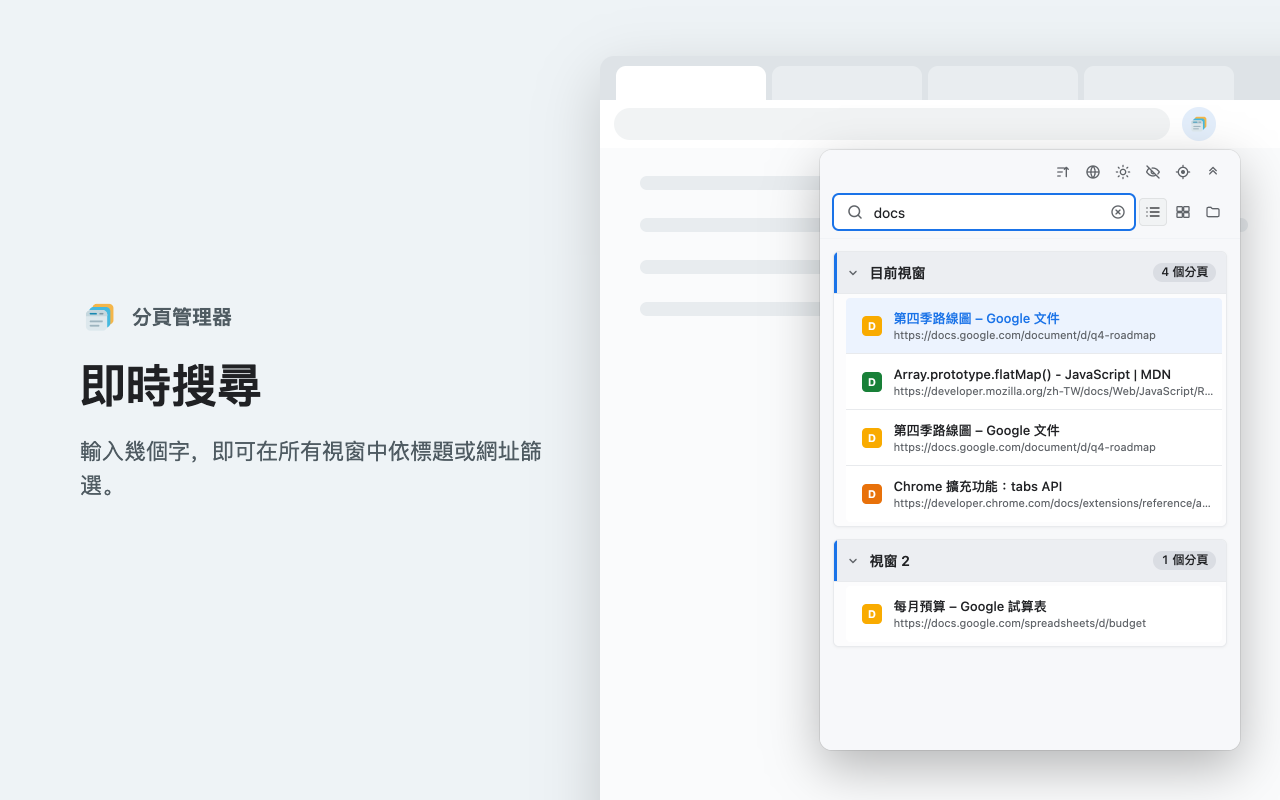 分頁管理器
即時搜尋
輸入幾個字，即可在所有視窗中依標題或網址篩
選。
docs
目前視窗
4 個分頁
D
第四季路線圖 – Google 文件
https://docs.google.com/document/d/q4-roadmap
D
Array.prototype.flatMap() - JavaScript | MDN
https://developer.mozilla.org/zh-TW/docs/Web/JavaScript/R...
D
第四季路線圖 – Google 文件
https://docs.google.com/document/d/q4-roadmap
D
Chrome 擴充功能：tabs API
https://developer.chrome.com/docs/extensions/reference/a...
視窗 2
1 個分頁
D
每月預算 – Google 試算表
https://docs.google.com/spreadsheets/d/budget